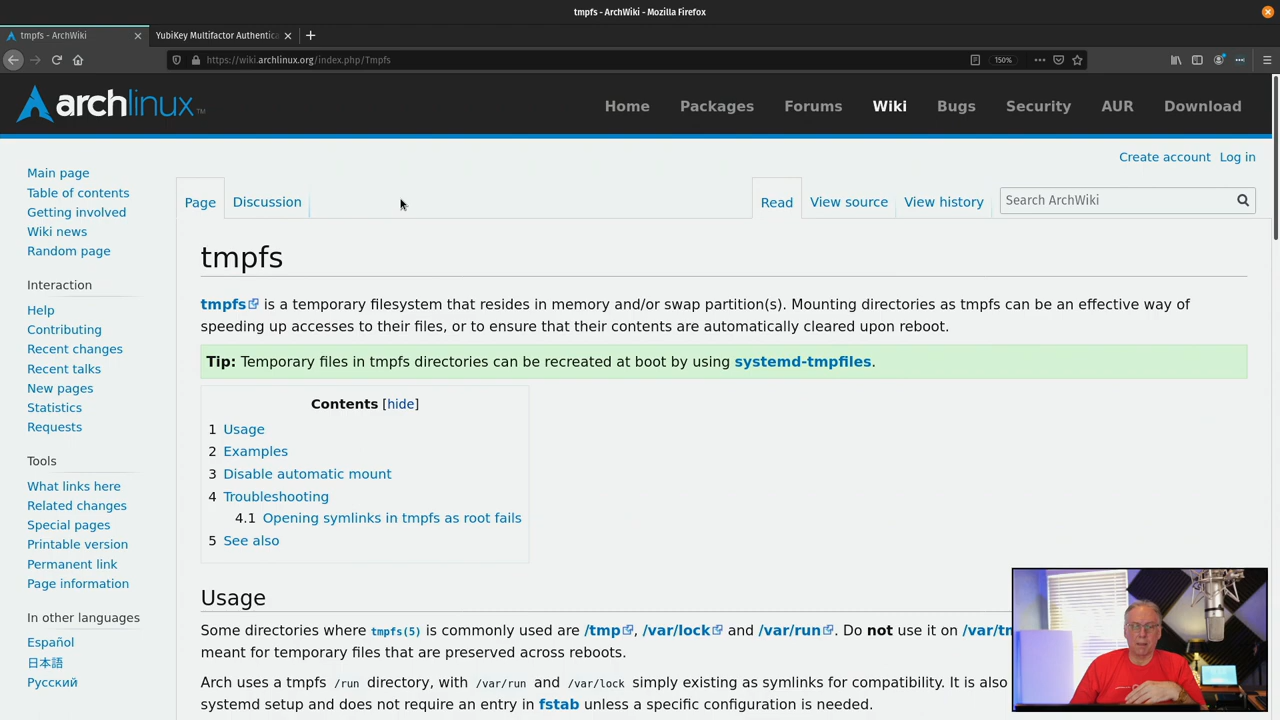 tmpfs - ArchWiki - Mozilla Firefox
tmpfs - ArchWiki
YubiKey Multifactor Authentica
https://wiki.archlinux.org/index.php/Tmpfs
150%
archlinux™
Home Packages Forums Wiki Bugs Security AUR Download
Create account Log in
Main page
Table of contents
Getting involved
Wiki news
Random page
Interaction
Help
Contributing
Recent changes
Recent talks
New pages
Statistics
Requests
Tools
What links here
Related changes
Special pages
Printable version
Permanent link
Page information
In other languages
Español
日本語
Русский
Page Discussion
Read View source View history
Search ArchWiki
tmpfs
tmpfs is a temporary filesystem that resides in memory and/or swap partition(s). Mounting directories as tmpfs can be an effective way of
speeding up accesses to their files, or to ensure that their contents are automatically cleared upon reboot.
Tip: Temporary files in tmpfs directories can be recreated at boot by using systemd-tmpfiles.
Contents [hide]
1 Usage
2 Examples
3 Disable automatic mount
4 Troubleshooting
4.1 Opening symlinks in tmpfs as root fails
5 See also
Usage
Some directories where tmpfs(5) is commonly used are /tmp, /var/lock and /var/run. Do not use it on
meant for temporary files that are preserved across reboots.
Arch uses a tmpfs /run directory, with /var/run and /var/lock simply existing as symlinks for compatibility. It is also
systemd setup and does not require an entry in fstab unless a specific configuration is needed.